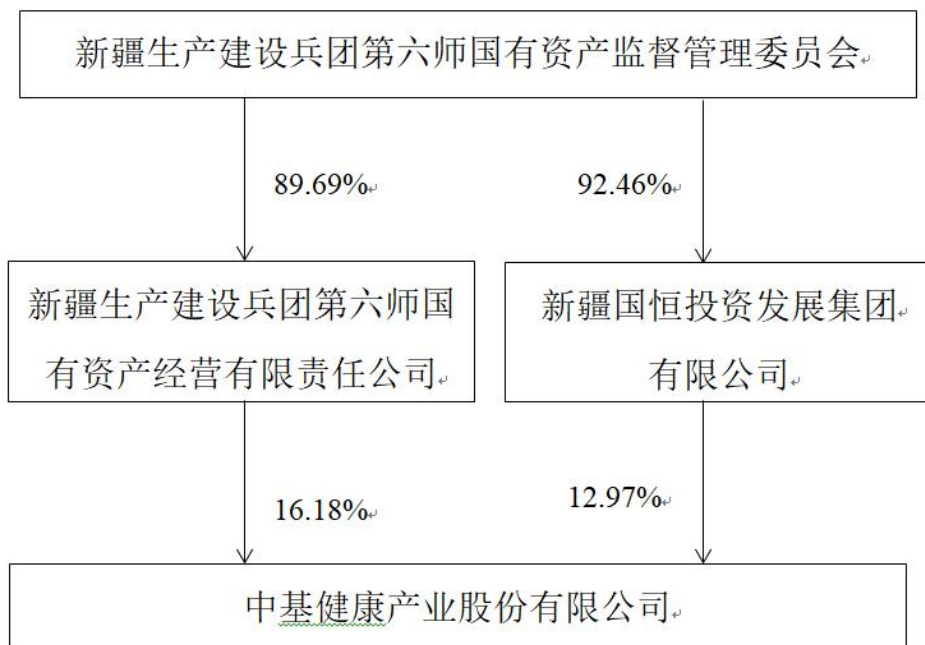 新疆生产建设兵团第六师国有资产监督管理委员会
89.69%
92.46%
新疆生产建设兵团第六师国
有资产经营有限责任公司
新疆国恒投资发展集团
有限公司
16.18%
12.97%
中基健康产业股份有限公司